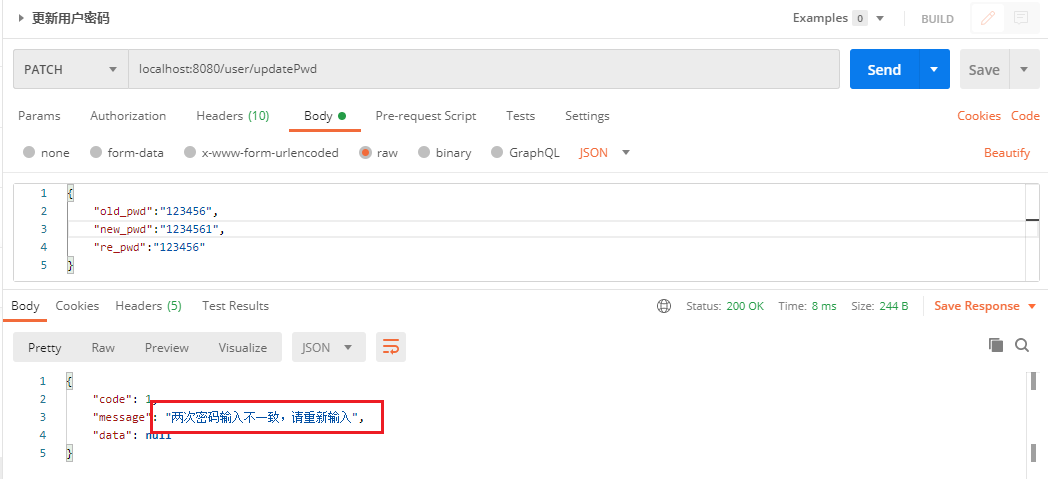 更新用户密码 Examples 0 BUILD
PATCH localhost:8080/user/updatePwd Send Save
Params Authorization Headers (10) Body Pre-request Script Tests Settings Cookies Code
none form-data x-www-form-urlencoded raw binary GraphQL JSON Beautify
1 {
2 "old_pwd":"123456",
3 "new_pwd":"1234561",
4 "re_pwd":"123456"
5 }
Body Cookies Headers (5) Test Results Status: 200 OK Time: 8 ms Size: 244 B Save Response
Pretty Raw Preview Visualize JSON
1 {
2 "code": 1,
3 "message": "两次密码输入不一致，请重新输入",
4 "data": null
5 }